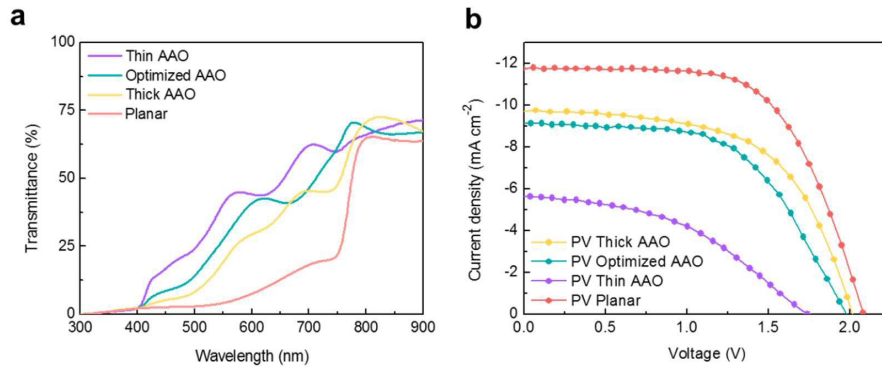 a
100
75
50
25
0
Transmittance (%)
Thin AAO
Optimized AAO
Thick AAO
Planar
300 400 500 600 700 800 900
Wavelength (nm)
b
-12
-10
-8
-6
-4
-2
0
Current density (mA cm⁻²)
PV Thick AAO
PV Optimized AAO
PV Thin AAO
PV Planar
0.0 0.5 1.0 1.5 2.0
Voltage (V)